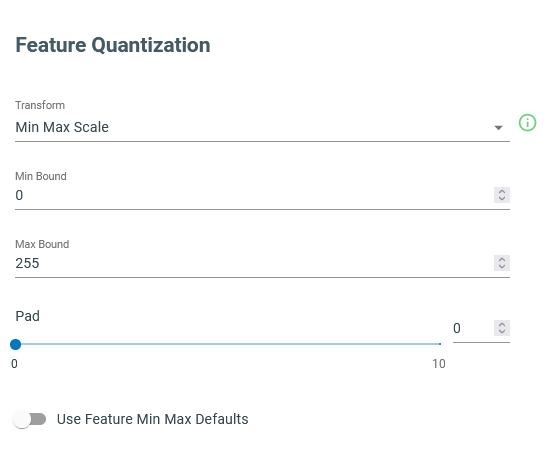 Feature Quantization
Transform
Min Max Scale
Min Bound
0
Max Bound
255
Pad
0
0
10
Use Feature Min Max Defaults